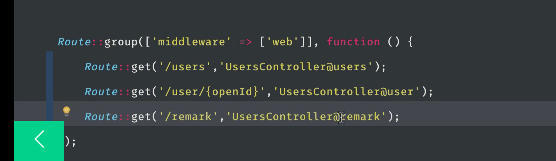 Route::group(['middleware' => ['web']], function () {
Route::get('/users','UsersController@users');
Route::get('/user/{openId}','UsersController@user');
Route::get('/remark','UsersController@remark');
);